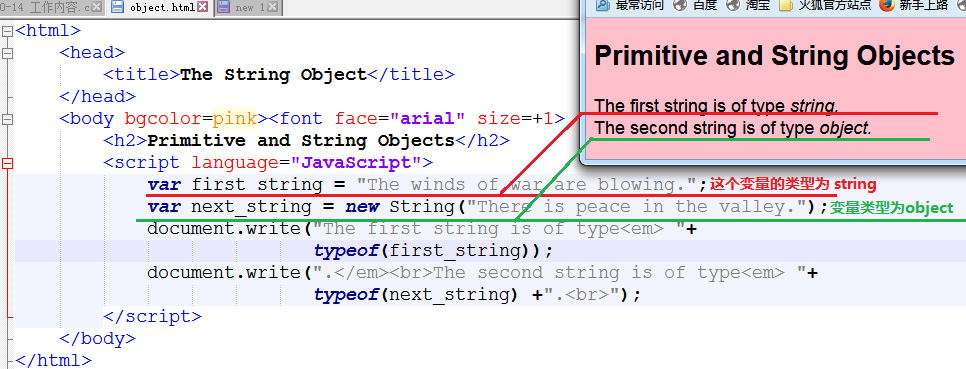 0-14 工作内容.c object.html new 1
最常访问 百度 淘宝 火狐官方站点 新手上路
Primitive and String Objects
The first string is of type string.
The second string is of type object.
<html>
<head>
<title>The String Object</title>
</head>
<body bgcolor=pink><font face="arial" size=+1>
<h2>Primitive and String Objects</h2>
<script language="JavaScript">
var first_string = "The winds of war are blowing.";这个变量的类型为 string
var next_string = new String("There is peace in the valley.");变量类型为object
document.write("The first string is of type<em> "+
typeof(first_string));
document.write(".</em><br>The second string is of type<em> "+
typeof(next_string) +".<br>");
</script>
</body>
</html>